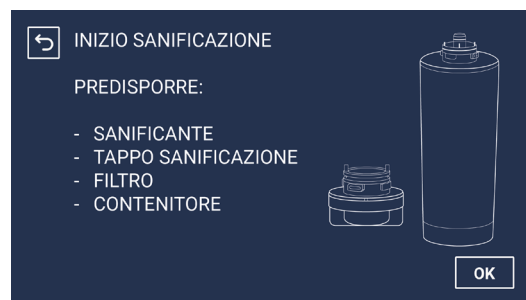 INIZIO SANIFICAZIONE
PREDISPORRE:
- SANIFICANTE
- TAPPO SANIFICAZIONE
- FILTRO
- CONTENITORE
OK